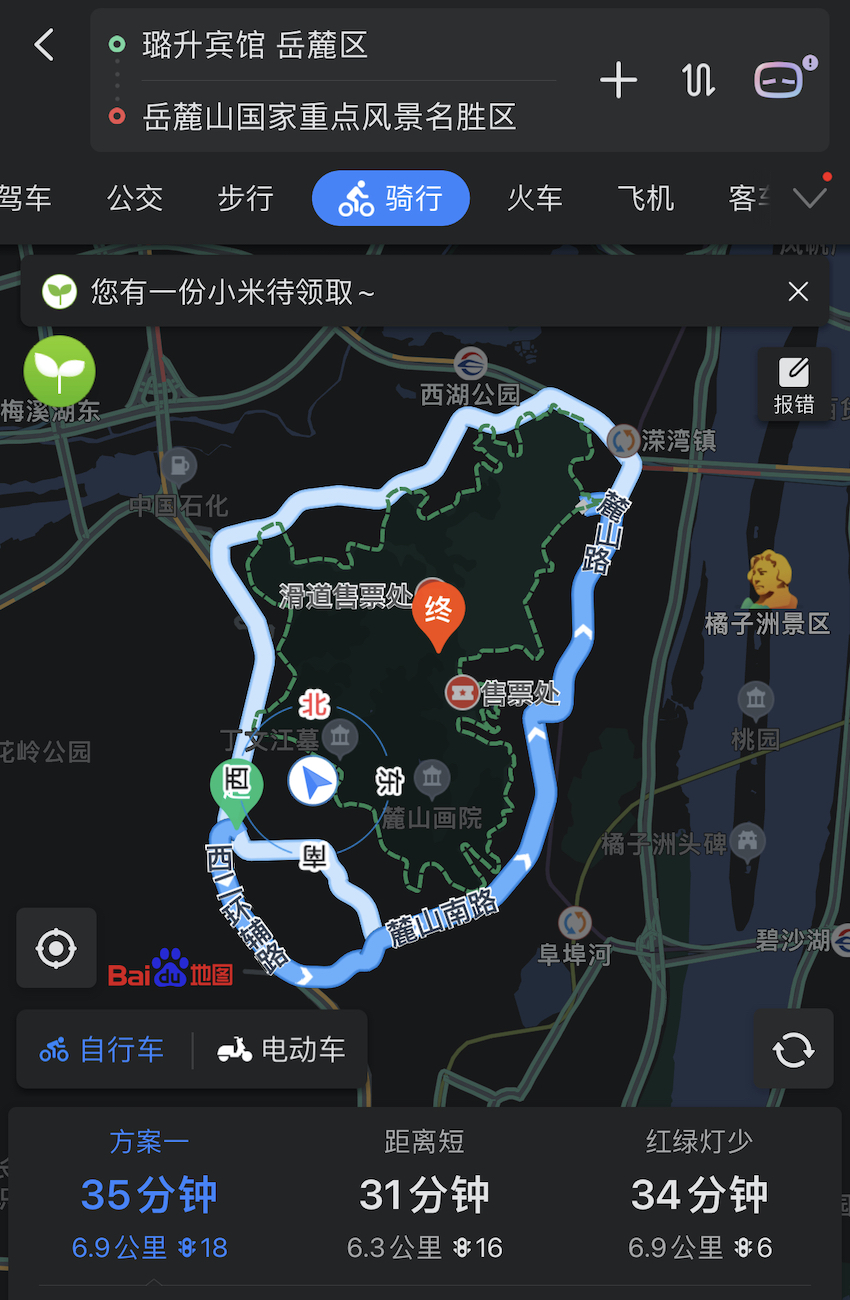 璐升宾馆 岳麓区
岳麓山国家重点风景名胜区
驾车
公交
步行
骑行
火车
飞机
客车
您有一份小米待领取～
报错
梅溪湖东
西湖公园
溁湾镇
中国石化
麓山路
滑道售票处
终
橘子洲景区
售票处
北
丁文江墓
桃园
花岭公园
西
东
麓山画院
南
橘子洲头碑
西二环辅路
麓山南路
阜埠河
碧沙湖
Bai du 地图
自行车
电动车
方案一
距离短
红绿灯少
35分钟
31分钟
34分钟
6.9公里 18
6.3公里 16
6.9公里 6